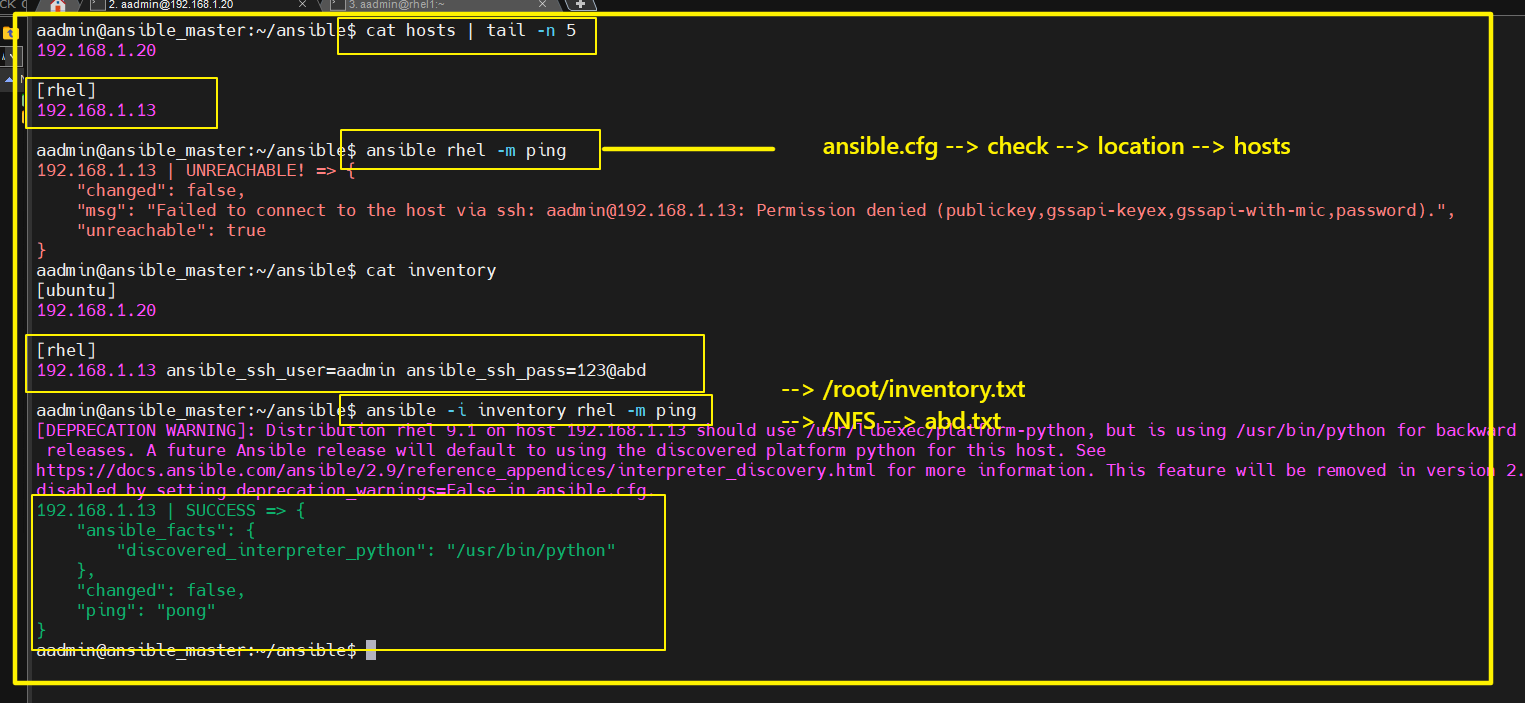 2. aadmin@192.168.1.20
3. aadmin@rhel1:~
aadmin@ansible_master:~/ansible$ cat hosts | tail -n 5
192.168.1.20
[rhel]
192.168.1.13
aadmin@ansible_master:~/ansible$ ansible rhel -m ping
ansible.cfg --> check --> location --> hosts
192.168.1.13 | UNREACHABLE! => {
"changed": false,
"msg": "Failed to connect to the host via ssh: aadmin@192.168.1.13: Permission denied (publickey,gssapi-keyex,gssapi-with-mic,password).",
"unreachable": true
}
aadmin@ansible_master:~/ansible$ cat inventory
[ubuntu]
192.168.1.20
[rhel]
192.168.1.13 ansible_ssh_user=aadmin ansible_ssh_pass=123@abd
--> /root/inventory.txt
aadmin@ansible_master:~/ansible$ ansible -i inventory rhel -m ping
--> /NFS --> abd.txt
[DEPRECATION WARNING]: Distribution rhel 9.1 on host 192.168.1.13 should use /usr/libexec/platform-python, but is using /usr/bin/python for backward
releases. A future Ansible release will default to using the discovered platform python for this host. See
https://docs.ansible.com/ansible/2.9/reference_appendices/interpreter_discovery.html for more information. This feature will be removed in version 2.
disabled by setting deprecation_warnings=False in ansible.cfg.
192.168.1.13 | SUCCESS => {
"ansible_facts": {
"discovered_interpreter_python": "/usr/bin/python"
},
"changed": false,
"ping": "pong"
}
aadmin@ansible_master:~/ansible$